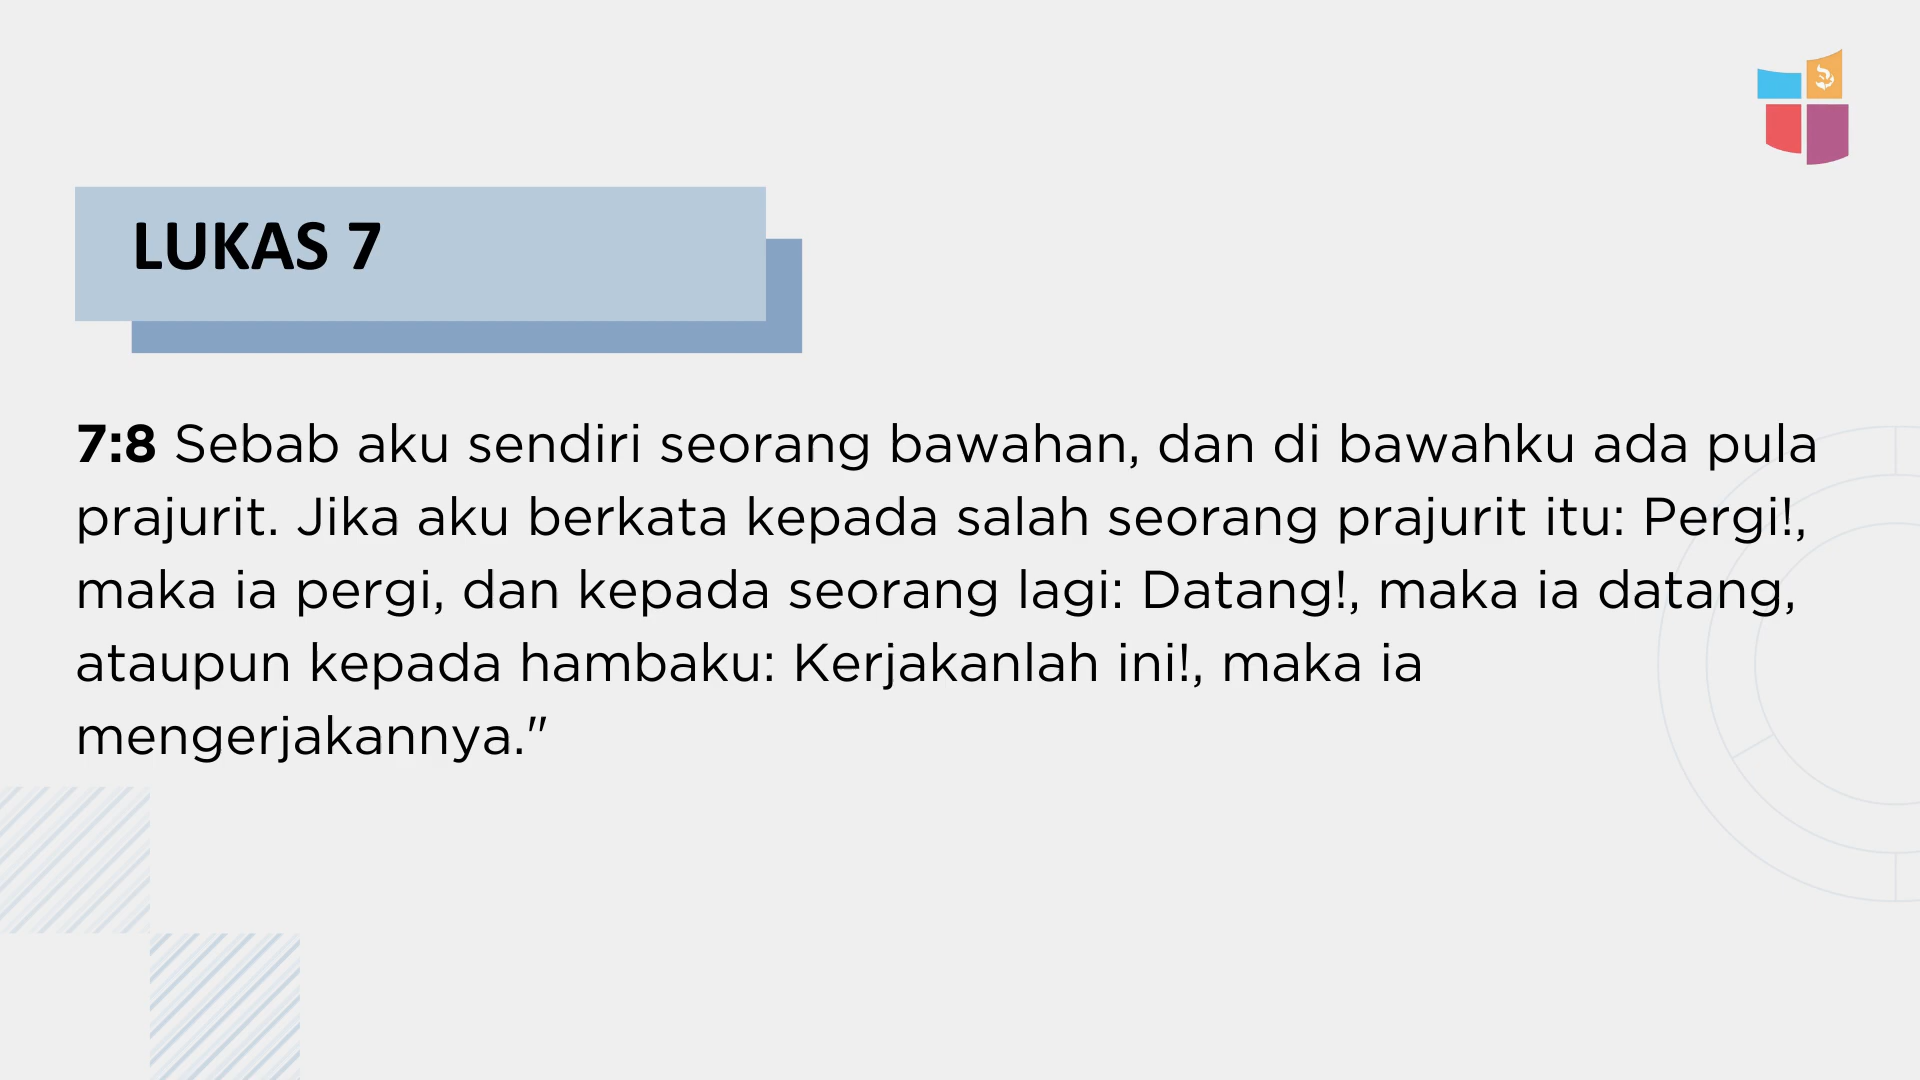 LUKAS 7
7:8 Sebab aku sendiri seorang bawahan, dan di bawahku ada pula
prajurit. Jika aku berkata kepada salah seorang prajurit itu: Pergi!,
maka ia pergi, dan kepada seorang lagi: Datang!, maka ia datang,
ataupun kepada hambaku: Kerjakanlah ini!, maka ia
mengerjakannya."